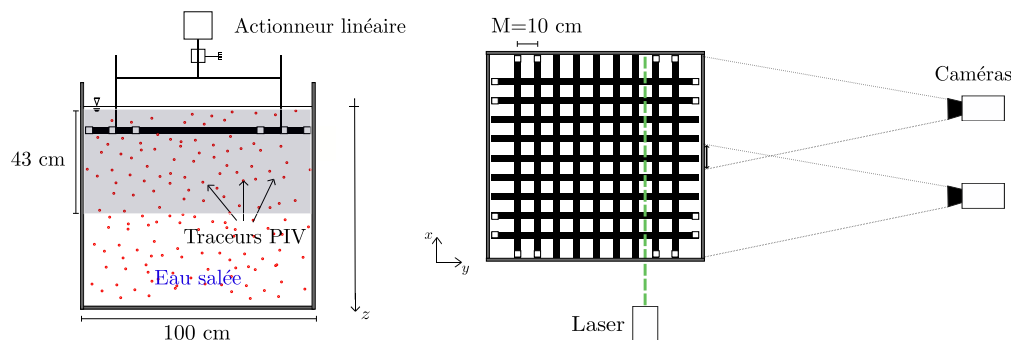 Actionneur linéaire
43 cm
Traceurs PIV
Eau salée
z
100 cm
M=10 cm
Caméras
x
y
Laser